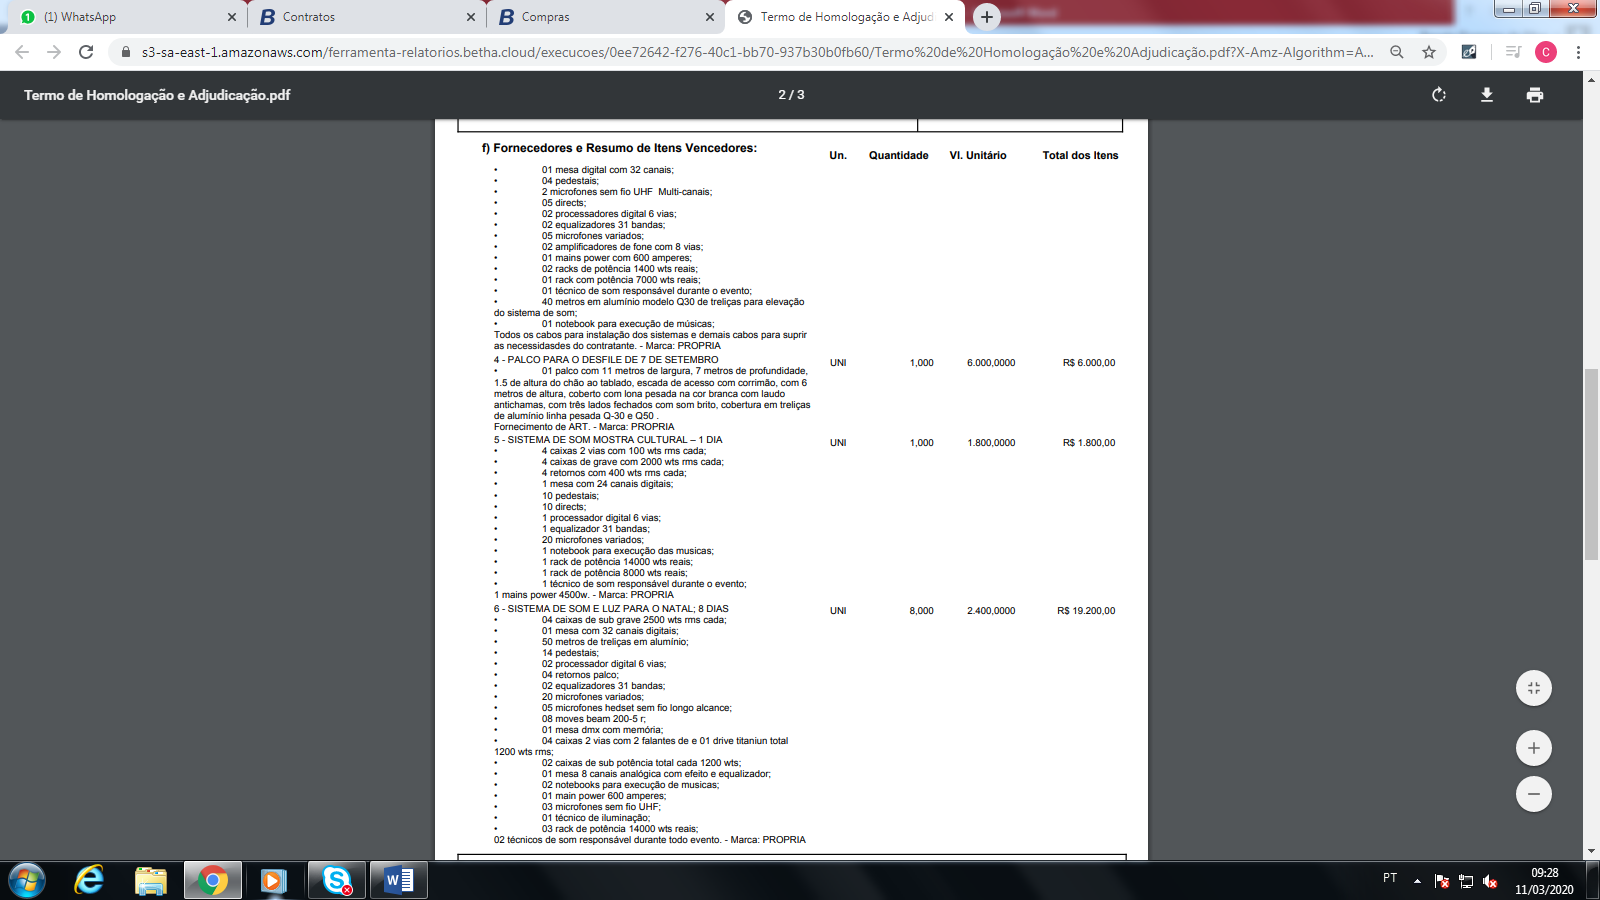 (1) WhatsApp
Contratos
Compras
Termo de Homologação e Adjud
s3-sa-east-1.amazonaws.com/ferramenta-relatorios.betha.cloud/execucoes/0ee72642-f276-40c1-bb70-937b30b0fb60/Termo%20de%20Homologação%20e%20Adjudicação.pdf?X-Amz-Algorithm=A...
C
Termo de Homologação e Adjudicação.pdf
2 / 3
f) Fornecedores e Resumo de Itens Vencedores: Un. Quantidade Vl. Unitário Total dos Itens
• 01 mesa digital com 32 canais;
• 04 pedestais;
• 2 microfones sem fio UHF Multi-canais;
• 05 directs;
• 02 processadores digital 6 vias;
• 02 equalizadores 31 bandas;
• 05 microfones variados;
• 02 amplificadores de fone com 8 vias;
• 01 mains power com 600 amperes;
• 02 racks de potência 1400 wts reais;
• 01 rack com potência 7000 wts reais;
• 01 técnico de som responsável durante o evento;
• 40 metros em alumínio modelo Q30 de treliças para elevação
do sistema de som;
• 01 notebook para execução de músicas;
Todos os cabos para instalação dos sistemas e demais cabos para suprir
as necessidasdes do contratante. - Marca: PROPRIA
4 - PALCO PARA O DESFILE DE 7 DE SETEMBRO UNI 1,000 6.000,0000 R$ 6.000,00
• 01 palco com 11 metros de largura, 7 metros de profundidade,
1.5 de altura do chão ao tablado, escada de acesso com corrimão, com 6
metros de altura, coberto com lona pesada na cor branca com laudo
antichamas, com três lados fechados com som brito, cobertura em treliças
de alumínio linha pesada Q-30 e Q50 .
Fornecimento de ART. - Marca: PROPRIA
5 - SISTEMA DE SOM MOSTRA CULTURAL – 1 DIA UNI 1,000 1.800,0000 R$ 1.800,00
• 4 caixas 2 vias com 100 wts rms cada;
• 4 caixas de grave com 2000 wts rms cada;
• 4 retornos com 400 wts rms cada;
• 1 mesa com 24 canais digitais;
• 10 pedestais;
• 10 directs;
• 1 processador digital 6 vias;
• 1 equalizador 31 bandas;
• 20 microfones variados;
• 1 notebook para execução das musicas;
• 1 rack de potência 14000 wts reais;
• 1 rack de potência 8000 wts reais;
• 1 técnico de som responsável durante o evento;
1 mains power 4500w. - Marca: PROPRIA
6 - SISTEMA DE SOM E LUZ PARA O NATAL; 8 DIAS UNI 8,000 2.400,0000 R$ 19.200,00
• 04 caixas de sub grave 2500 wts rms cada;
• 01 mesa com 32 canais digitais;
• 50 metros de treliças em alumínio;
• 14 pedestais;
• 02 processador digital 6 vias;
• 04 retornos palco;
• 02 equalizadores 31 bandas;
• 20 microfones variados;
• 05 microfones hedset sem fio longo alcance;
• 08 moves beam 200-5 r;
• 01 mesa dmx com memória;
• 04 caixas 2 vias com 2 falantes de e 01 drive titaniun total
1200 wts rms;
• 02 caixas de sub potência total cada 1200 wts;
• 01 mesa 8 canais analógica com efeito e equalizador;
• 02 notebooks para execução de musicas;
• 01 main power 600 amperes;
• 03 microfones sem fio UHF;
• 01 técnico de iluminação;
• 03 rack de potência 14000 wts reais;
02 técnicos de som responsável durante todo evento. - Marca: PROPRIA
PT
09:28
11/03/2020